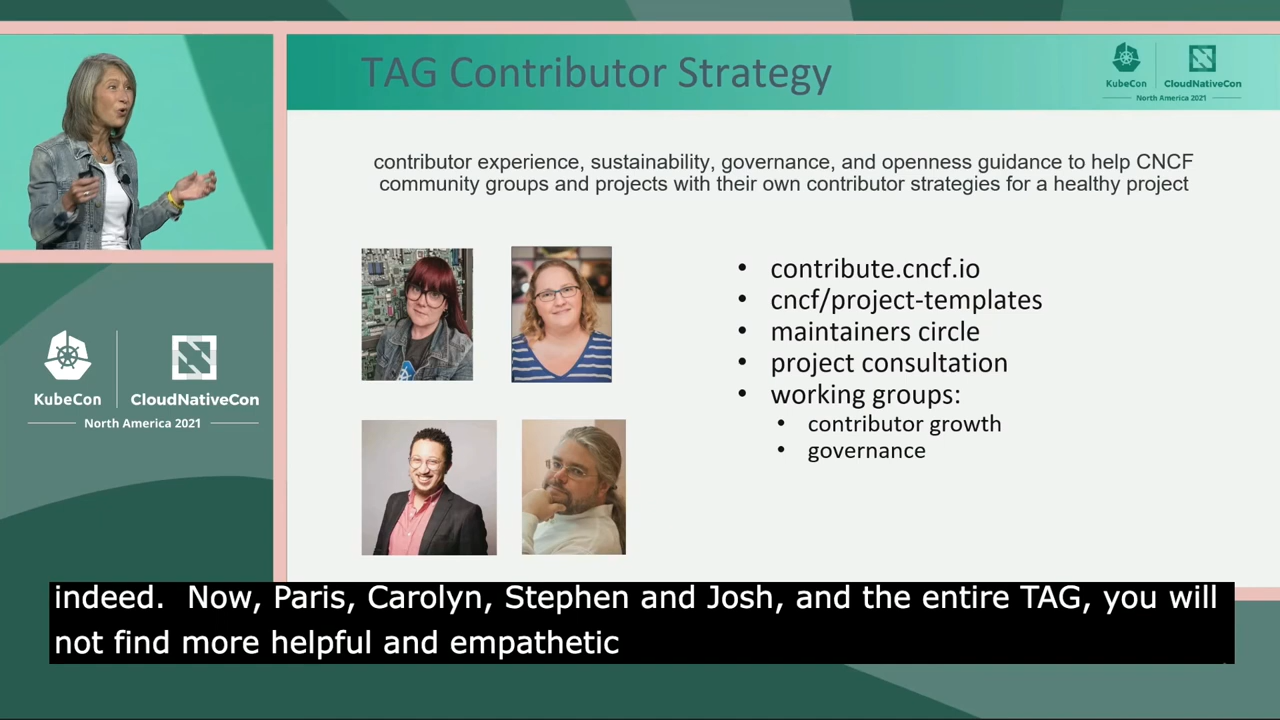 TAG Contributor Strategy
KubeCon
CloudNativeCon
North America 2021
contributor experience, sustainability, governance, and openness guidance to help CNCF
community groups and projects with their own contributor strategies for a healthy project
• contribute.cncf.io
• cncf/project-templates
• maintainers circle
• project consultation
• working groups:
• contributor growth
• governance
KubeCon
CloudNativeCon
North America 2021
indeed. Now, Paris, Carolyn, Stephen and Josh, and the entire TAG, you will
not find more helpful and empathetic